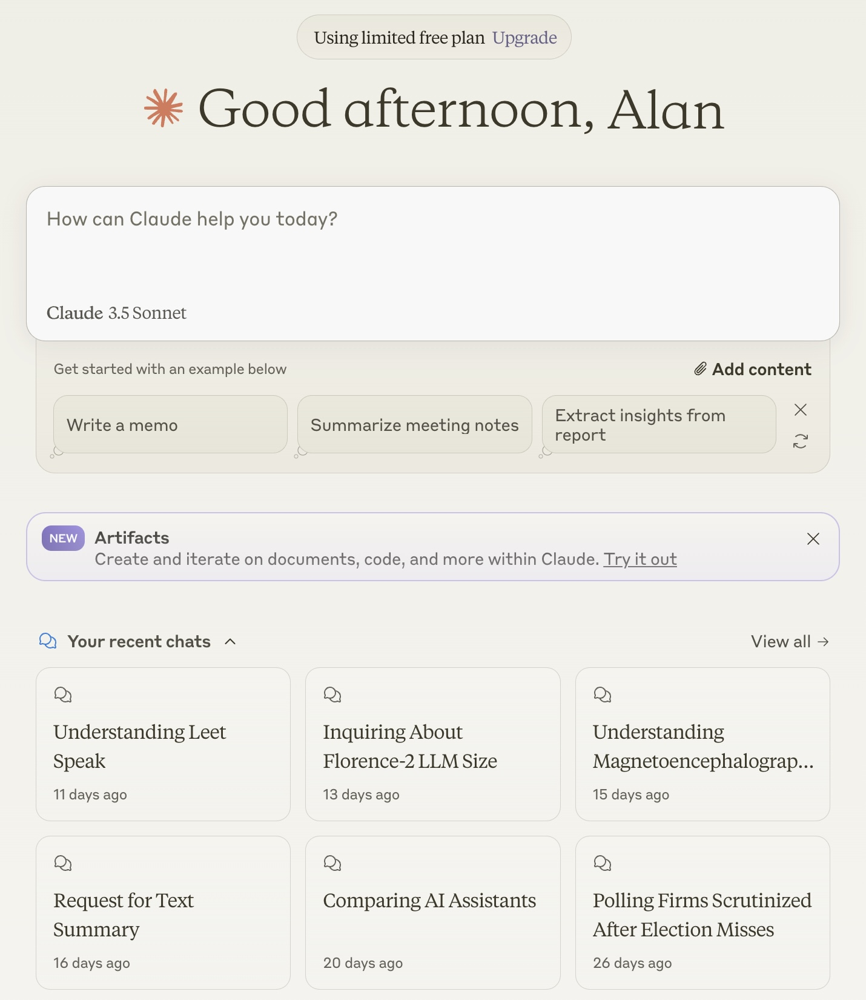 Using limited free plan Upgrade
Good afternoon, Alan
How can Claude help you today?
Claude 3.5 Sonnet
Get started with an example below
Add content
Write a memo
Summarize meeting notes
Extract insights from
report
NEW
Artifacts
Create and iterate on documents, code, and more within Claude. Try it out
Your recent chats
View all →
Understanding Leet
Speak
11 days ago
Inquiring About
Florence-2 LLM Size
13 days ago
Understanding
Magnetoencephalograp...
15 days ago
Request for Text
Summary
16 days ago
Comparing AI Assistants
20 days ago
Polling Firms Scrutinized
After Election Misses
26 days ago